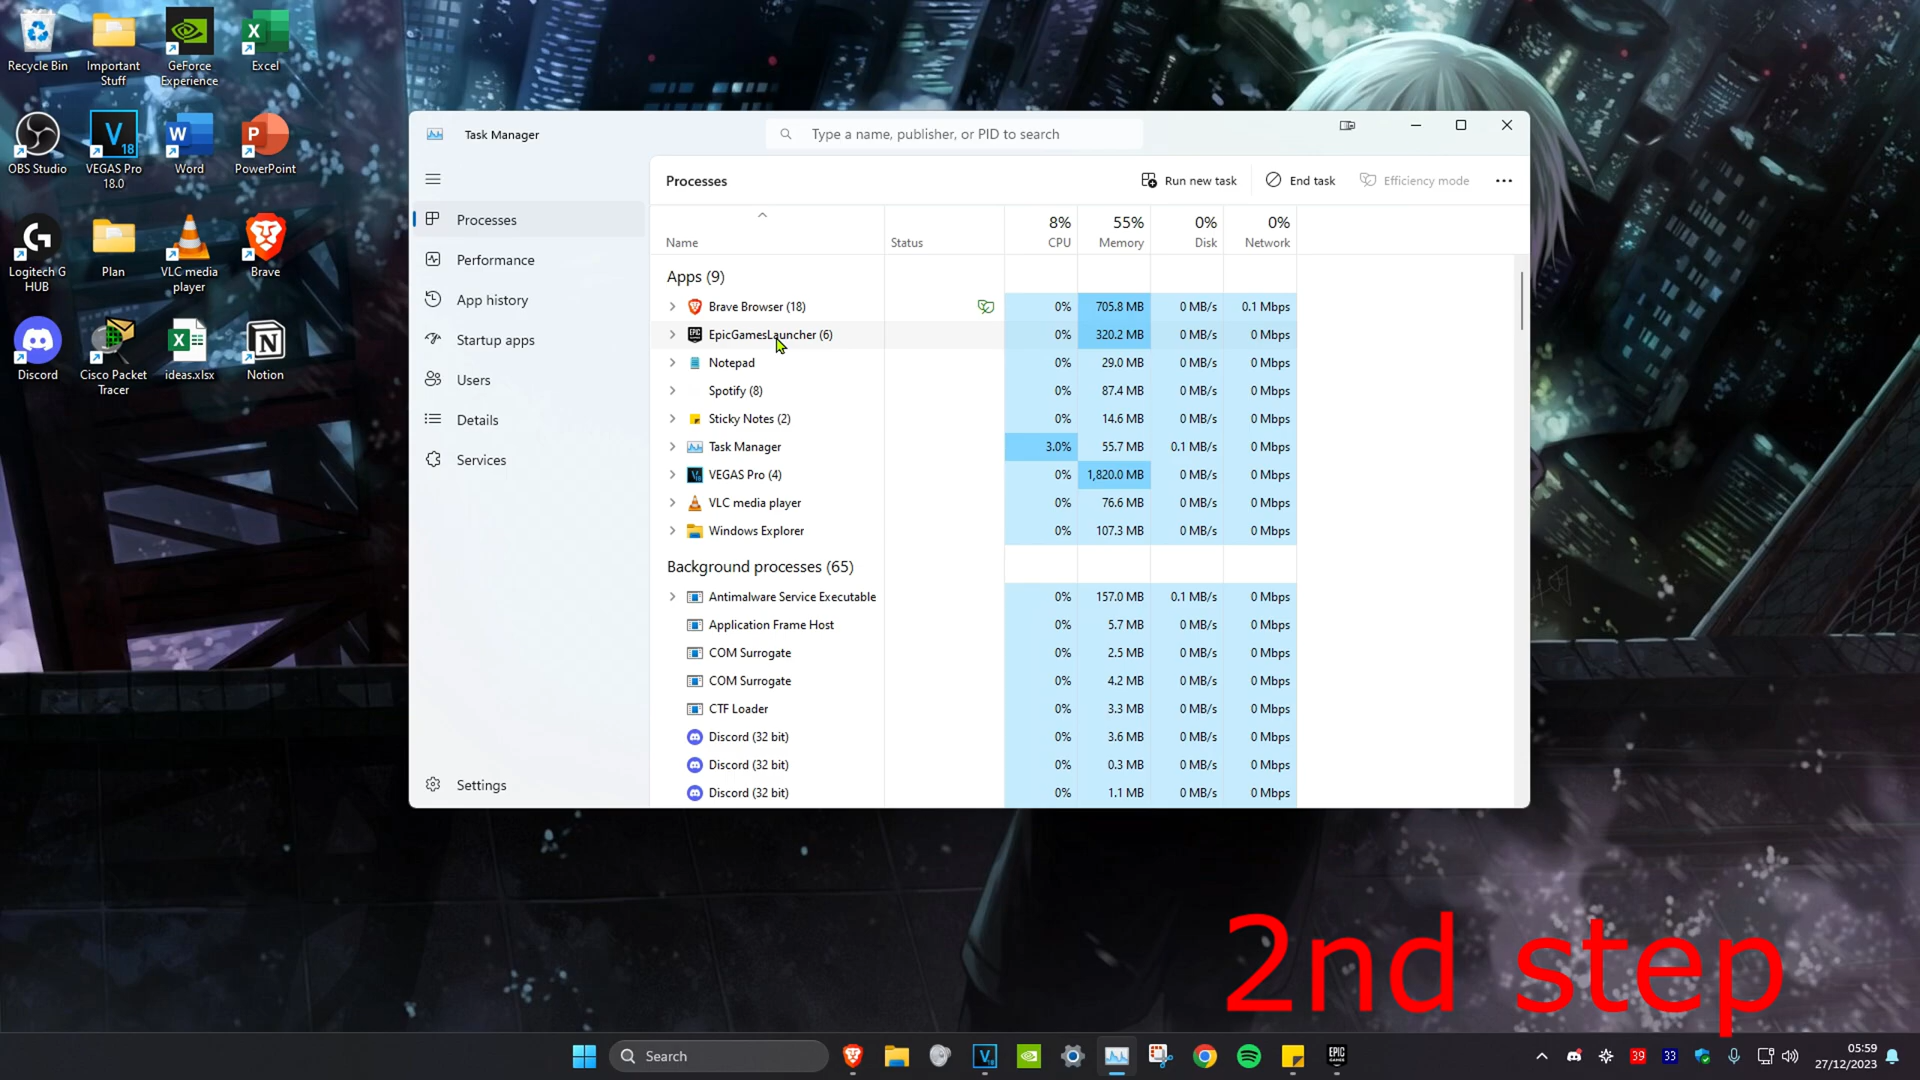 Recycle Bin
Important Stuff
GeForce Experience
Excel
OBS Studio
VEGAS Pro 18.0
Word
PowerPoint
Logitech G HUB
Plan
VLC media player
Brave
Discord
Cisco Packet Tracer
ideas.xlsx
Notion
Task Manager
Type a name, publisher, or PID to search
Processes
Run new task
End task
Efficiency mode
Processes
Performance
App history
Startup apps
Users
Details
Services
Settings
8% 55% 0% 0%
Name Status CPU Memory Disk Network
Apps (9)
Brave Browser (18) 0% 705.8 MB 0 MB/s 0.1 Mbps
EpicGamesLauncher (6) 0% 320.2 MB 0 MB/s 0 Mbps
Notepad 0% 29.0 MB 0 MB/s 0 Mbps
Spotify (8) 0% 87.4 MB 0 MB/s 0 Mbps
Sticky Notes (2) 0% 14.6 MB 0 MB/s 0 Mbps
Task Manager 3.0% 55.7 MB 0.1 MB/s 0 Mbps
VEGAS Pro (4) 0% 1,820.0 MB 0 MB/s 0 Mbps
VLC media player 0% 76.6 MB 0 MB/s 0 Mbps
Windows Explorer 0% 107.3 MB 0 MB/s 0 Mbps
Background processes (65)
Antimalware Service Executable 0% 157.0 MB 0.1 MB/s 0 Mbps
Application Frame Host 0% 5.7 MB 0 MB/s 0 Mbps
COM Surrogate 0% 2.5 MB 0 MB/s 0 Mbps
COM Surrogate 0% 4.2 MB 0 MB/s 0 Mbps
CTF Loader 0% 3.3 MB 0 MB/s 0 Mbps
Discord (32 bit) 0% 3.6 MB 0 MB/s 0 Mbps
Discord (32 bit) 0% 0.3 MB 0 MB/s 0 Mbps
Discord (32 bit) 0% 1.1 MB 0 MB/s 0 Mbps
2nd step
Search
39
33
05:59
27/12/2023